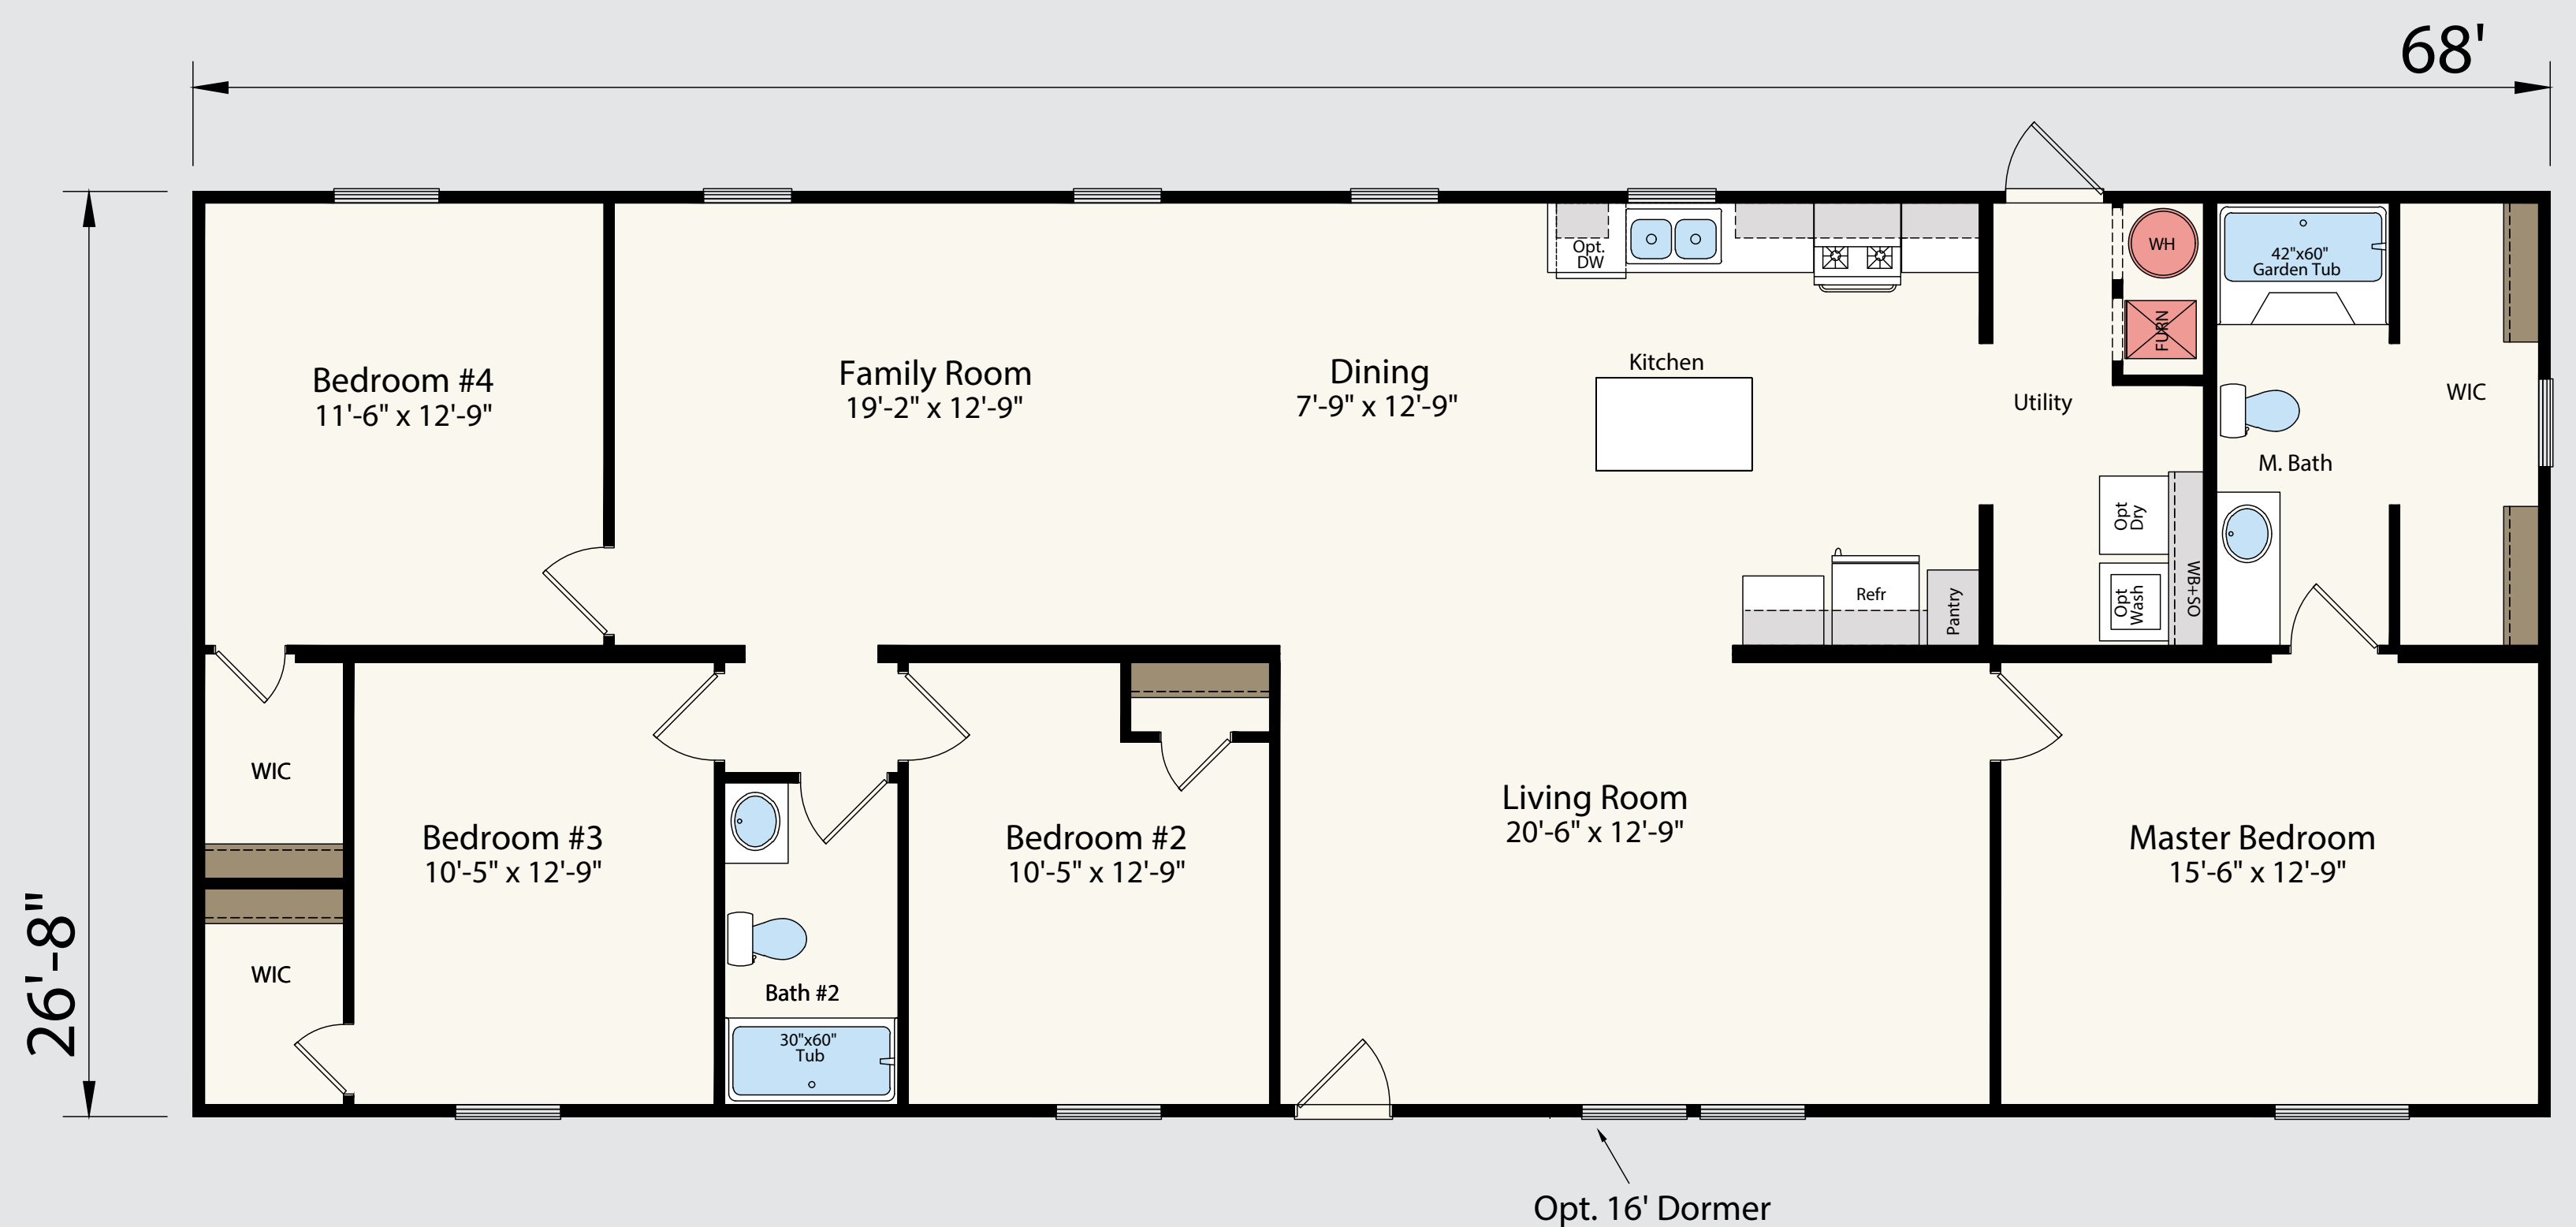 68'
26'-8"
Bedroom #4
11'-6" x 12'-9"
Family Room
19'-2" x 12'-9"
Dining
7'-9" x 12'-9"
Opt.
DW
Kitchen
Refr
Pantry
Utility
WH
FURN
Opt
Dry
Opt
Wash
WB+SO
42"x60"
Garden Tub
M. Bath
WIC
WIC
WIC
Bedroom #3
10'-5" x 12'-9"
Bath #2
30"x60"
Tub
Bedroom #2
10'-5" x 12'-9"
Living Room
20'-6" x 12'-9"
Master Bedroom
15'-6" x 12'-9"
Opt. 16' Dormer